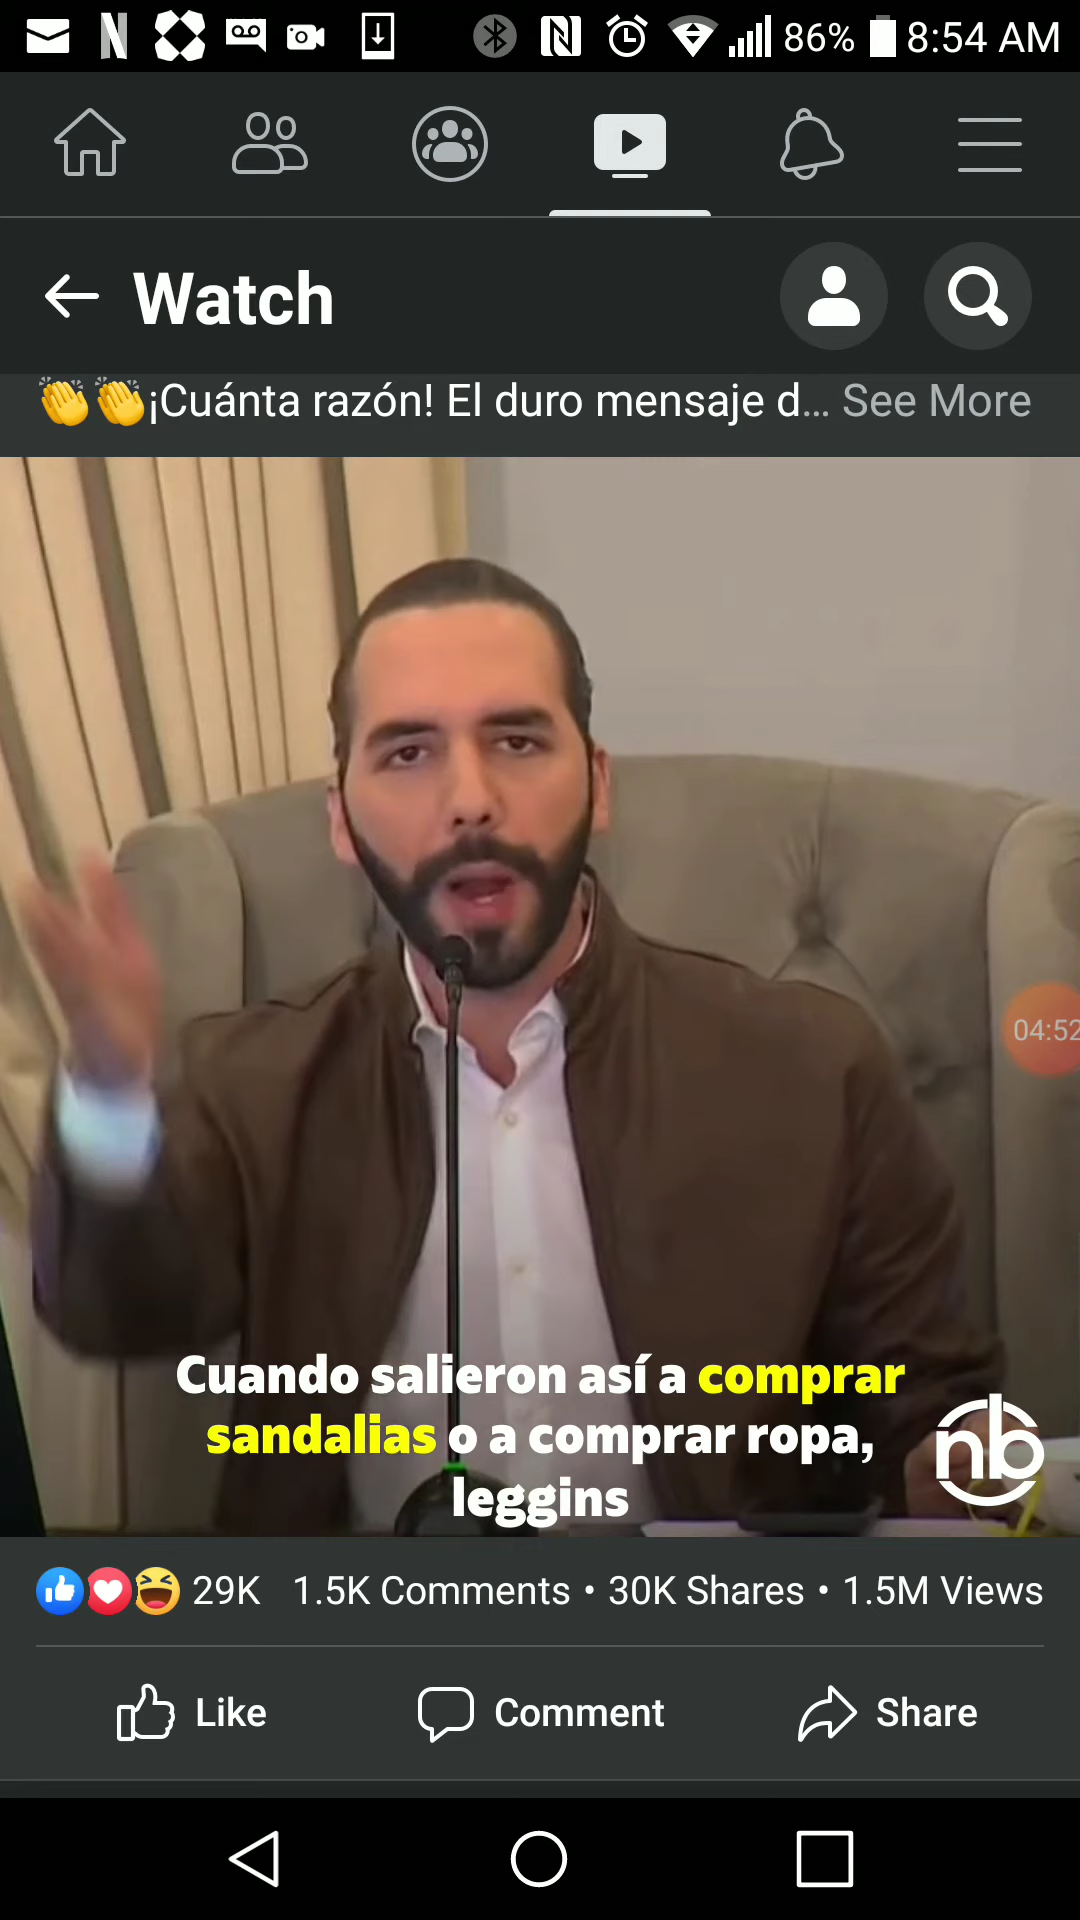 86% 8:54 AM
Watch
👏👏¡Cuánta razón! El duro mensaje d... See More
04:52
Cuando salieron así a comprar
sandalias o a comprar ropa,
leggins
nb
29K 1.5K Comments • 30K Shares • 1.5M Views
Like Comment Share